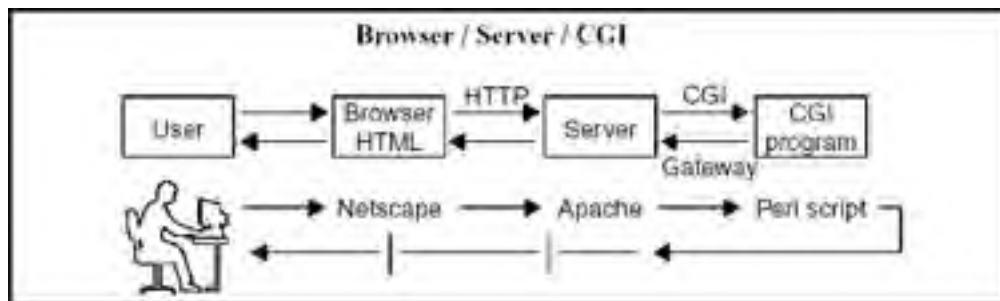 Browser / Server / CGI
HTTP CGI
User Browser HTML Server CGI program
Gateway
Netscape Apache Perl script